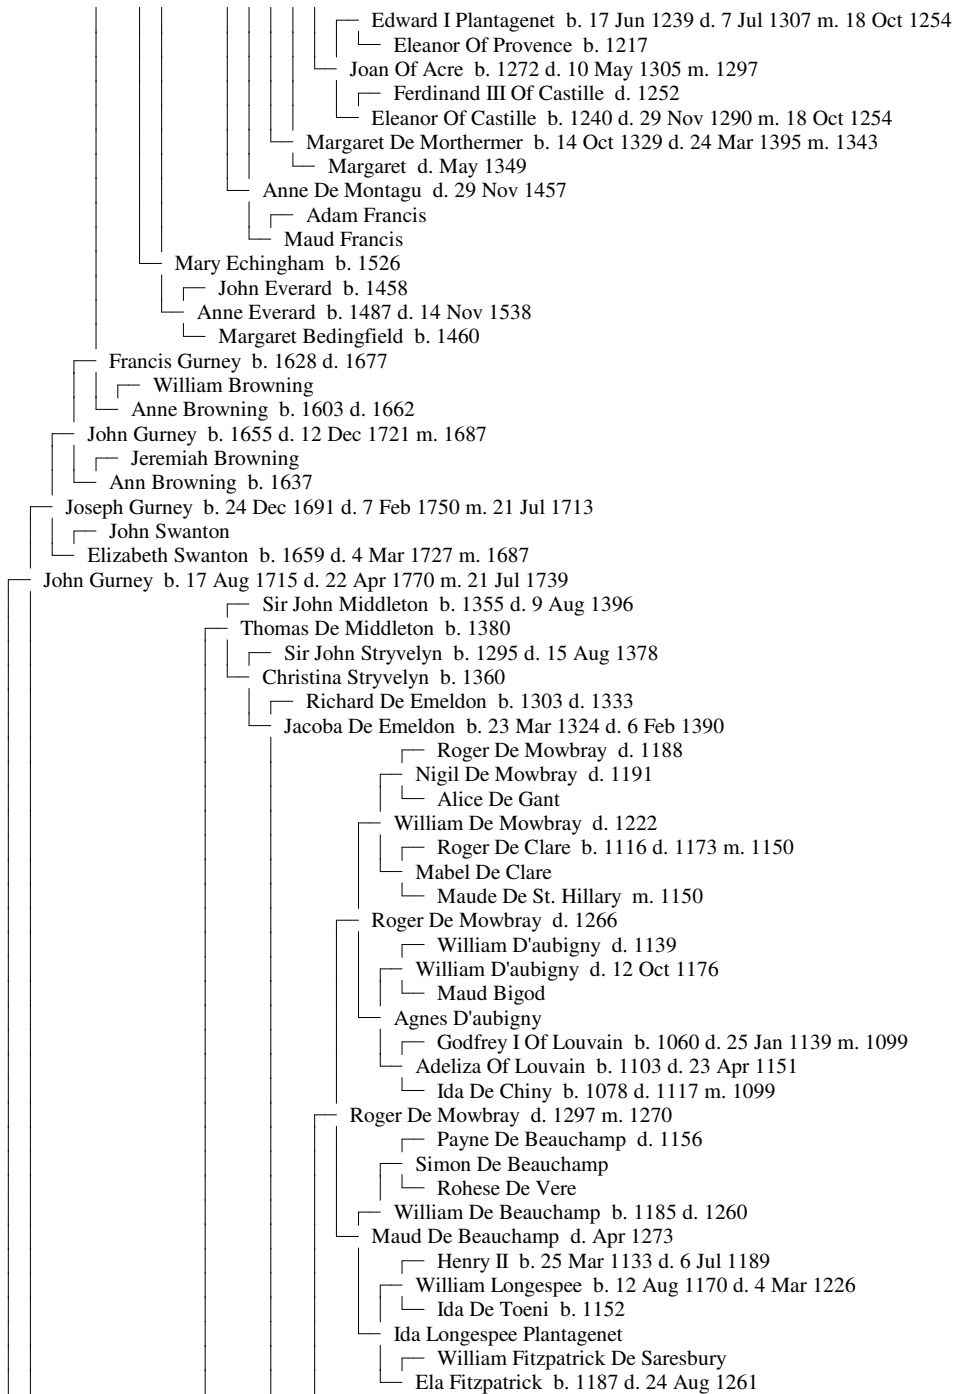 Edward I Plantagenet b. 17 Jun 1239 d. 7 Jul 1307 m. 18 Oct 1254
Eleanor Of Provence b. 1217
Joan Of Acre b. 1272 d. 10 May 1305 m. 1297
Ferdinand III Of Castille d. 1252
Eleanor Of Castille b. 1240 d. 29 Nov 1290 m. 18 Oct 1254
Margaret De Morthermer b. 14 Oct 1329 d. 24 Mar 1395 m. 1343
Margaret d. May 1349
Anne De Montagu d. 29 Nov 1457
Adam Francis
Maud Francis
Mary Echingham b. 1526
John Everard b. 1458
Anne Everard b. 1487 d. 14 Nov 1538
Margaret Bedingfield b. 1460
Francis Gurney b. 1628 d. 1677
William Browning
Anne Browning b. 1603 d. 1662
John Gurney b. 1655 d. 12 Dec 1721 m. 1687
Jeremiah Browning
Ann Browning b. 1637
Joseph Gurney b. 24 Dec 1691 d. 7 Feb 1750 m. 21 Jul 1713
John Swanton
Elizabeth Swanton b. 1659 d. 4 Mar 1727 m. 1687
John Gurney b. 17 Aug 1715 d. 22 Apr 1770 m. 21 Jul 1739
Sir John Middleton b. 1355 d. 9 Aug 1396
Thomas De Middleton b. 1380
Sir John Stryvelyn b. 1295 d. 15 Aug 1378
Christina Stryvelyn b. 1360
Richard De Emeldon b. 1303 d. 1333
Jacoba De Emeldon b. 23 Mar 1324 d. 6 Feb 1390
Roger De Mowbray d. 1188
Nigil De Mowbray d. 1191
Alice De Gant
William De Mowbray d. 1222
Roger De Clare b. 1116 d. 1173 m. 1150
Mabel De Clare
Maude De St. Hillary m. 1150
Roger De Mowbray d. 1266
William D'aubigny d. 1139
William D'aubigny d. 12 Oct 1176
Maud Bigod
Agnes D'aubigny
Godfrey I Of Louvain b. 1060 d. 25 Jan 1139 m. 1099
Adeliza Of Louvain b. 1103 d. 23 Apr 1151
Ida De Chiny b. 1078 d. 1117 m. 1099
Roger De Mowbray d. 1297 m. 1270
Payne De Beauchamp d. 1156
Simon De Beauchamp
Rohese De Vere
William De Beauchamp b. 1185 d. 1260
Maud De Beauchamp d. Apr 1273
Henry II b. 25 Mar 1133 d. 6 Jul 1189
William Longespee b. 12 Aug 1170 d. 4 Mar 1226
Ida De Toeni b. 1152
Ida Longespee Plantagenet
William Fitzpatrick De Saresbury
Ela Fitzpatrick b. 1187 d. 24 Aug 1261